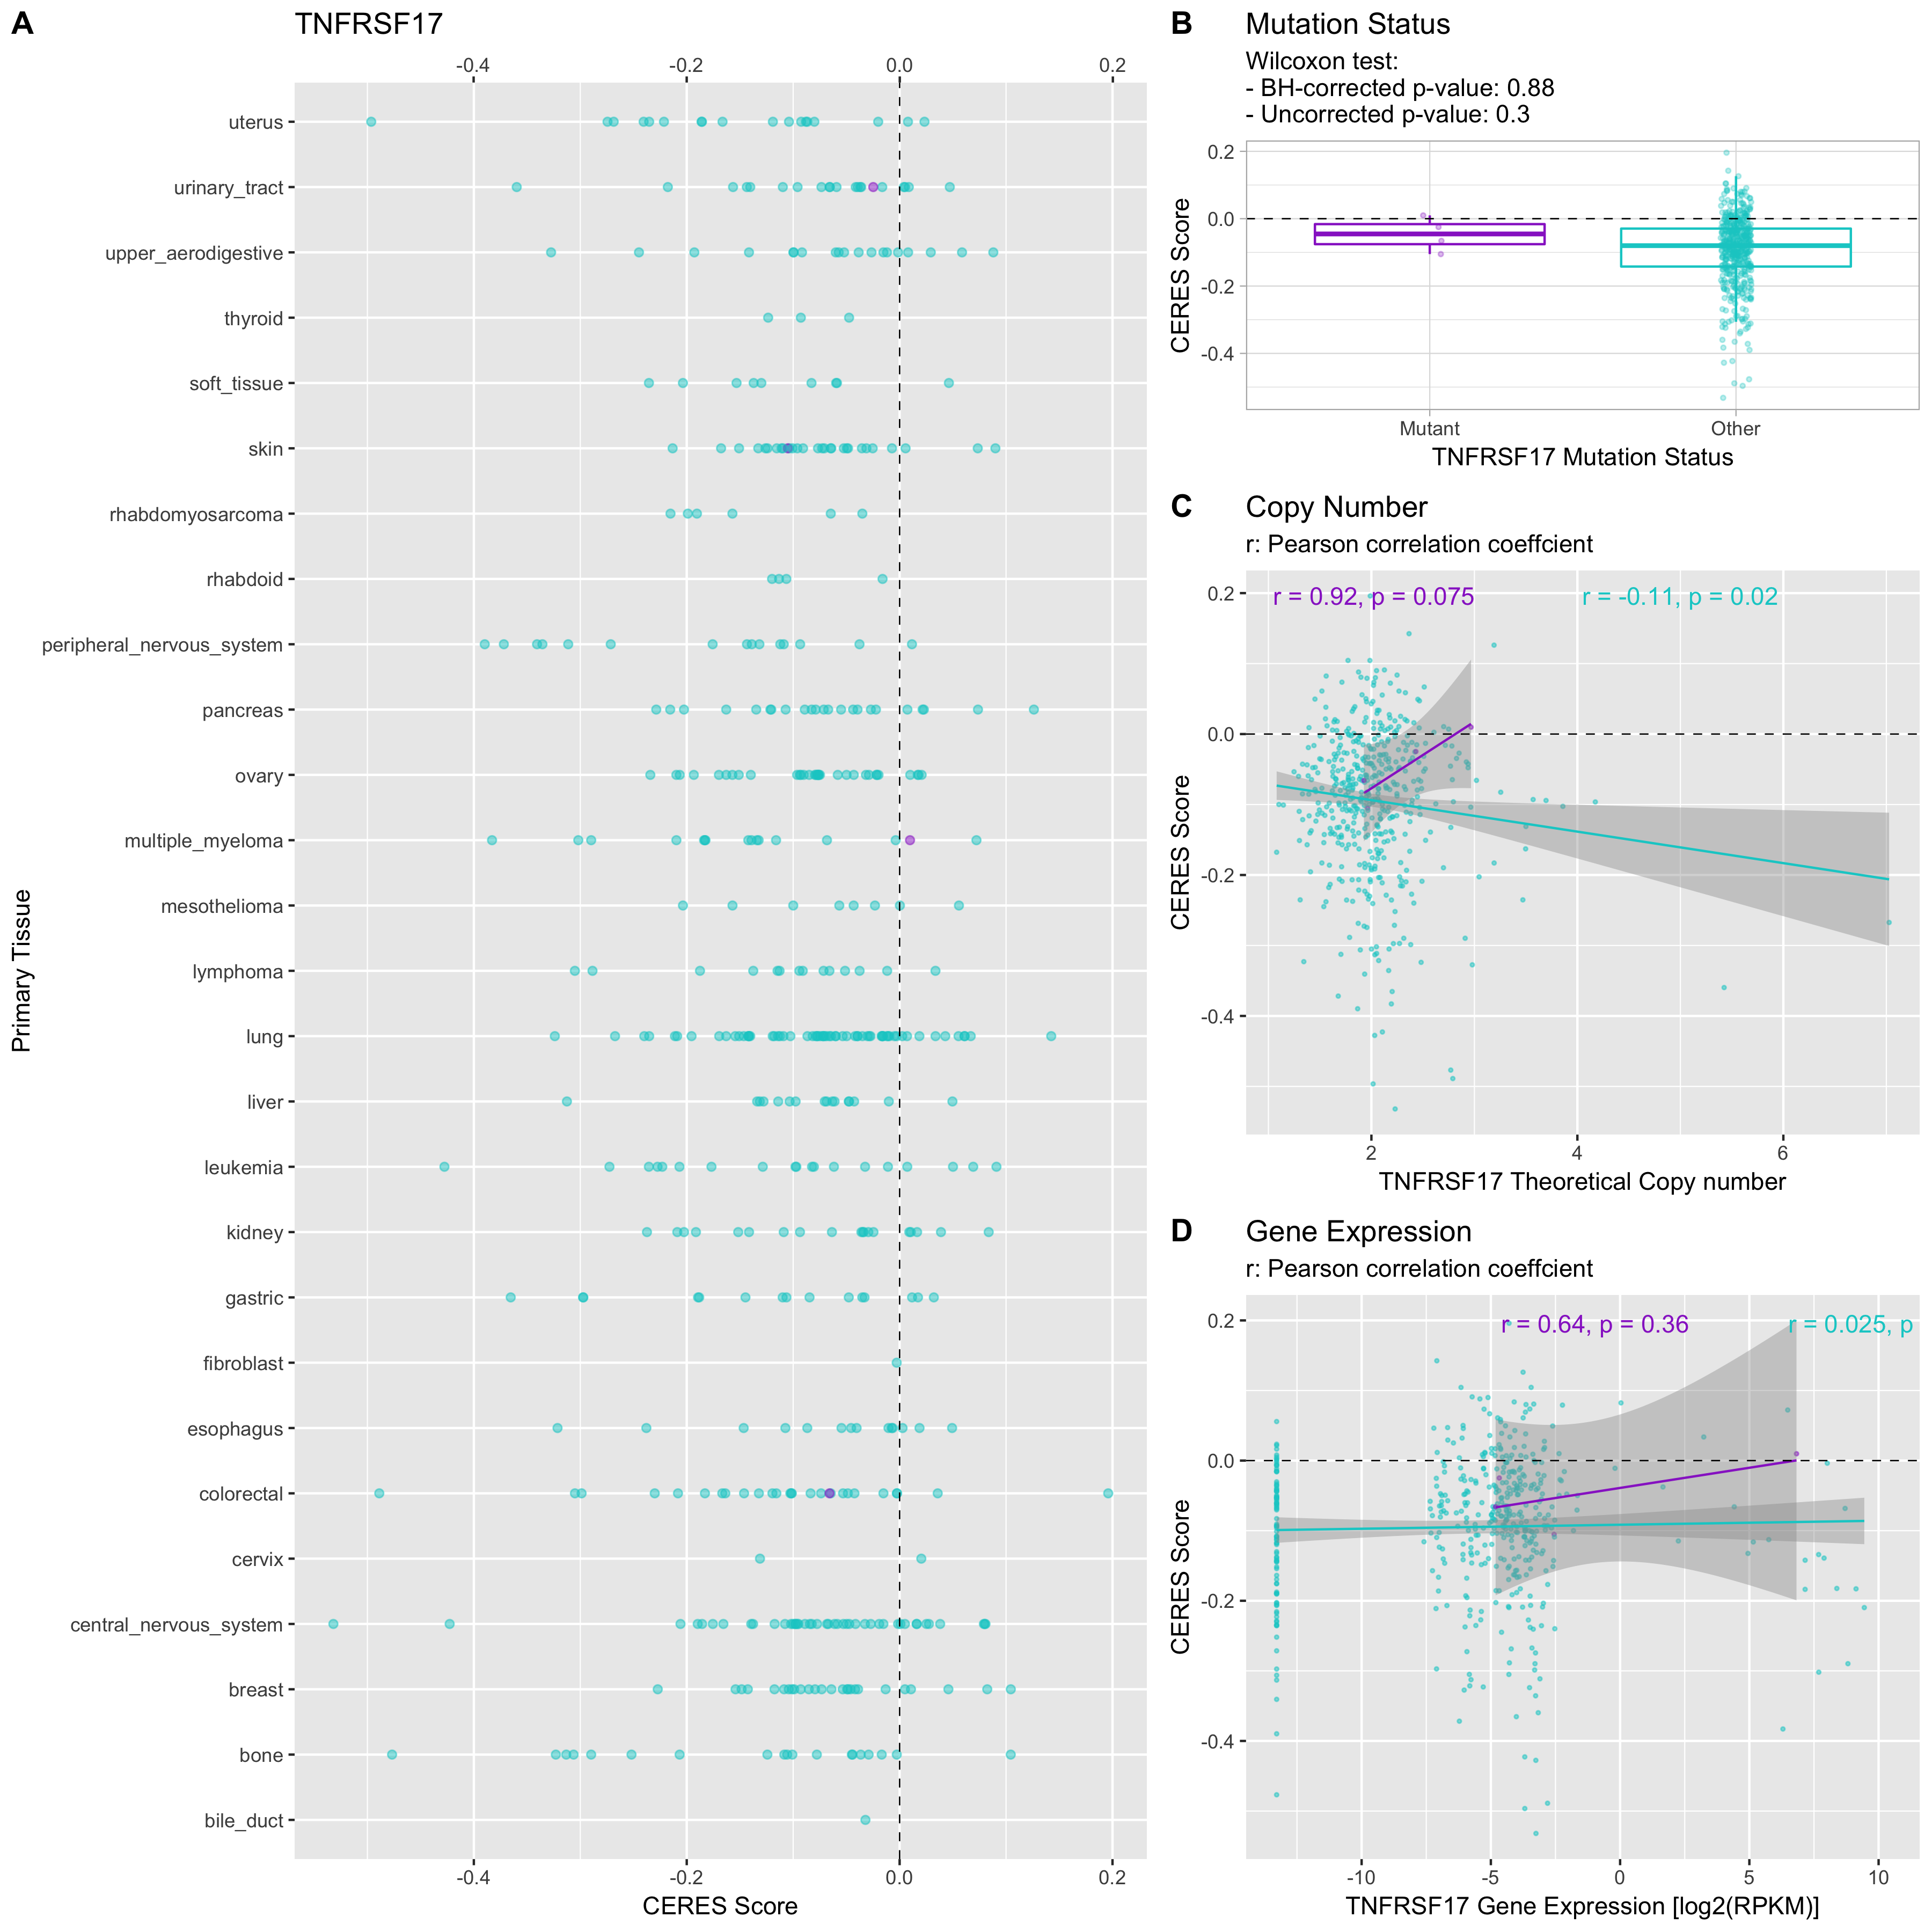 A
TNFRSF17
-0.4 -0.2 0.0 0.2
uterus
urinary_tract
upper_aerodigestive
thyroid
soft_tissue
skin
rhabdomyosarcoma
rhabdoid
peripheral_nervous_system
pancreas
ovary
multiple_myeloma
mesothelioma
lymphoma
lung
liver
leukemia
kidney
gastric
fibroblast
esophagus
colorectal
cervix
central_nervous_system
breast
bone
bile_duct
Primary Tissue
-0.4 -0.2 0.0 0.2
CERES Score
B
Mutation Status
Wilcoxon test:
- BH-corrected p-value: 0.88
- Uncorrected p-value: 0.3
0.2
0.0
-0.2
-0.4
CERES Score
Mutant Other
TNFRSF17 Mutation Status
C
Copy Number
r: Pearson correlation coeffcient
r = 0.92, p = 0.075 r = -0.11, p = 0.02
0.2
0.0
-0.2
-0.4
CERES Score
2 4 6
TNFRSF17 Theoretical Copy number
D
Gene Expression
r: Pearson correlation coeffcient
r = 0.64, p = 0.36 r = 0.025, p
0.2
0.0
-0.2
-0.4
CERES Score
-10 -5 0 5 10
TNFRSF17 Gene Expression [log2(RPKM)]